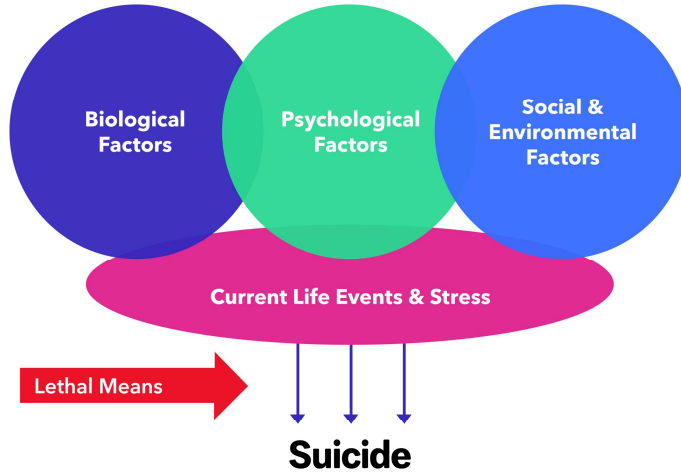 Biological
Factors
Psychological
Factors
Social &
Environmental
Factors
Current Life Events & Stress
Lethal Means
Suicide